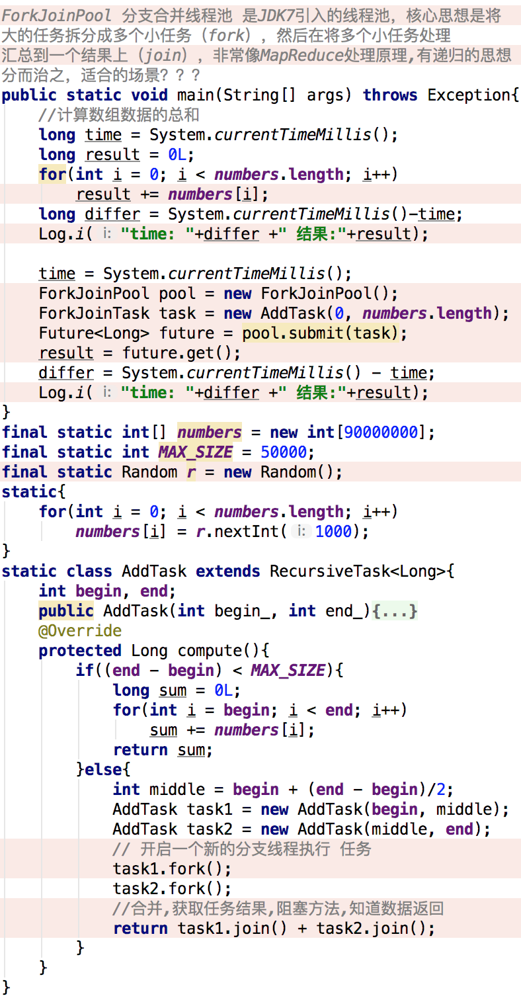 ForkJoinPool 分支合并线程池 是JDK7引入的线程池，核心思想是将
大的任务拆分成多个小任务（fork），然后在将多个小任务处理
汇总到一个结果上（join），非常像MapReduce处理原理,有递归的思想
分而治之，适合的场景？？？
public static void main(String[] args) throws Exception{
    //计算数组数据的总和
    long time = System.currentTimeMillis();
    long result = 0L;
    for(int i = 0; i < numbers.length; i++)
        result += numbers[i];
    long differ = System.currentTimeMillis()-time;
    Log.i( i: "time: "+differ +" 结果:"+result);
    time = System.currentTimeMillis();
    ForkJoinPool pool = new ForkJoinPool();
    ForkJoinTask task = new AddTask(0, numbers.length);
    Future<Long> future = pool.submit(task);
    result = future.get();
    differ = System.currentTimeMillis() - time;
    Log.i( i: "time: "+differ +" 结果:"+result);
}
final static int[] numbers = new int[90000000];
final static int MAX_SIZE = 50000;
final static Random r = new Random();
static{
    for(int i = 0; i < numbers.length; i++)
        numbers[i] = r.nextInt( i: 1000);
}
static class AddTask extends RecursiveTask<Long>{
    int begin, end;
    public AddTask(int begin_, int end_){...}
    @Override
    protected Long compute(){
        if((end - begin) < MAX_SIZE){
            long sum = 0L;
            for(int i = begin; i < end; i++)
                sum += numbers[i];
            return sum;
        }else{
            int middle = begin + (end - begin)/2;
            AddTask task1 = new AddTask(begin, middle);
            AddTask task2 = new AddTask(middle, end);
            // 开启一个新的分支线程执行 任务
            task1.fork();
            task2.fork();
            //合并,获取任务结果,阻塞方法,知道数据返回
            return task1.join() + task2.join();
        }
    }
}